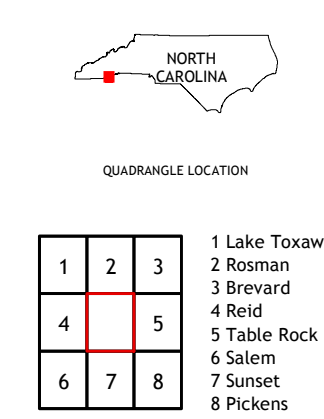 NORTH
CAROLINA
QUADRANGLE LOCATION
1 2 3
4 5
6 7 8
1 Lake Toxaw
2 Rosman
3 Brevard
4 Reid
5 Table Rock
6 Salem
7 Sunset
8 Pickens